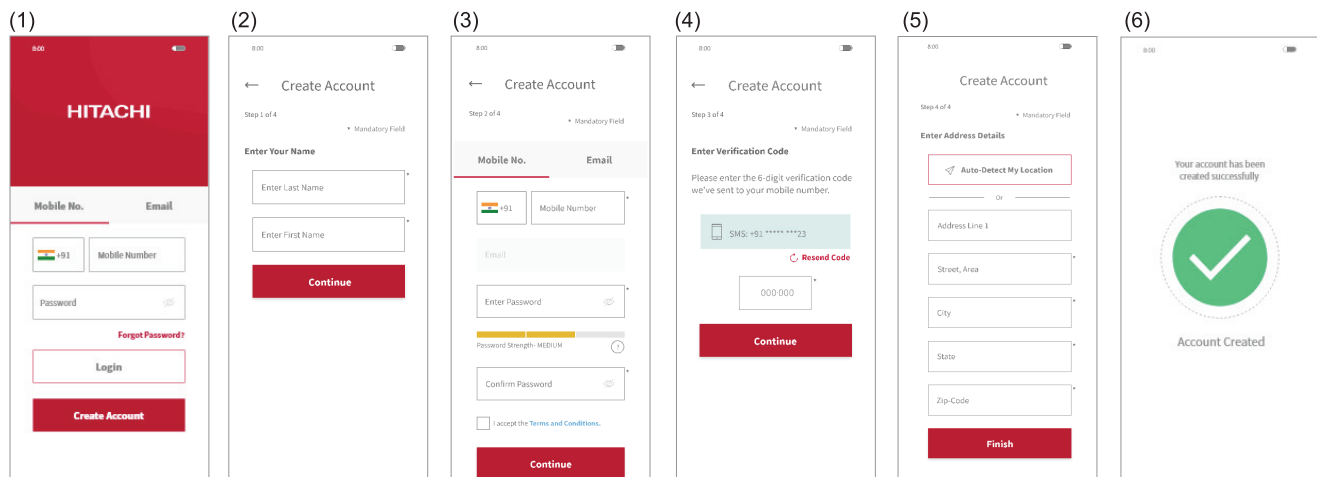 (1)
8:00
HITACHI
Mobile No. Email
+91 Mobile Number
Password
Forgot Password?
Login
Create Account
(2)
8:00
← Create Account
Step 1 of 4
* Mandatory Field
Enter Your Name
Enter Last Name *
Enter First Name *
Continue
(3)
8:00
← Create Account
Step 2 of 4
* Mandatory Field
Mobile No. Email
+91 Mobile Number *
Email
Enter Password *
Password Strength- MEDIUM ?
Confirm Password *
I accept the Terms and Conditions.
Continue
(4)
8:00
← Create Account
Step 3 of 4
* Mandatory Field
Enter Verification Code
Please enter the 6-digit verification code
we've sent to your mobile number.
SMS: +91 ***** ***23
Resend Code
000-000 *
Continue
(5)
8:00
Create Account
Step 4 of 4
* Mandatory Field
Enter Address Details
Auto-Detect My Location
Or
Address Line 1
Street, Area *
City *
State *
Zip-Code *
Finish
(6)
8:00
Your account has been
created successfully
Account Created